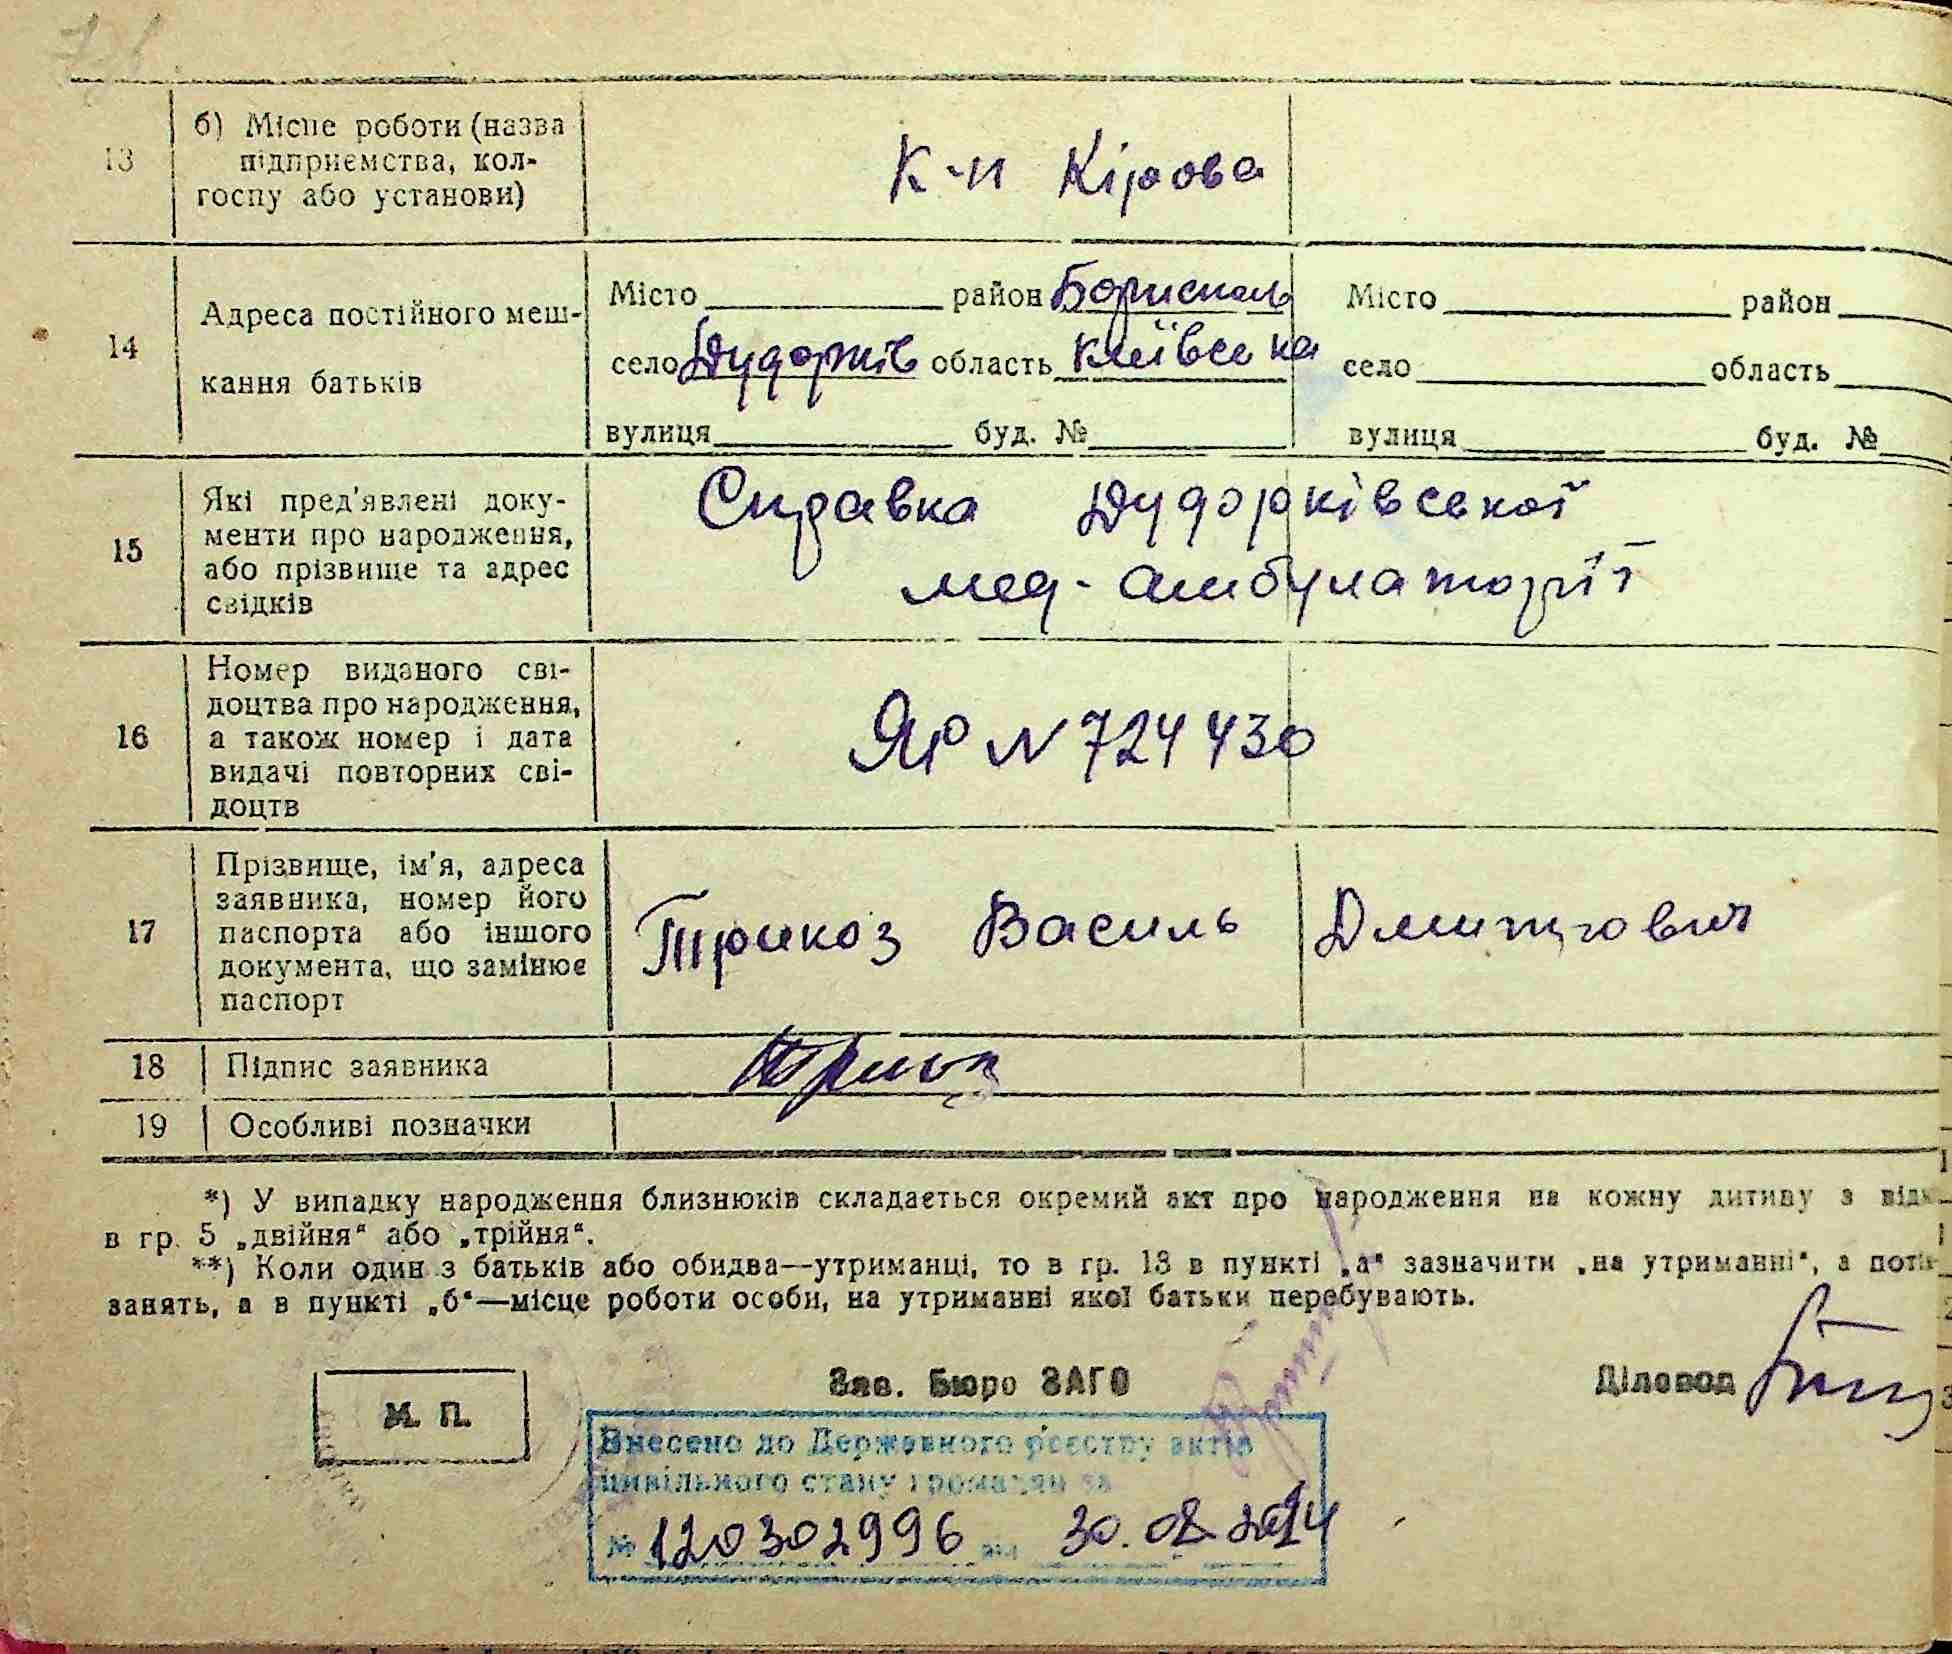 13
б) Місце роботи (назва
підприємства, кол-
госпу або установи)
к-п Кірова
14
Адреса постійного меш-
кання батьків
Місто район Бориспаль
село Дударків область Київська
вулиця буд. №
Місто район
село область
вулиця буд. №
15
Які пред'явлені доку-
менти про народження,
або прізвище та адрес
свідків
Справка Дударківської
мед-амбулаторії
16
Номер виданого сві-
доцтва про народження,
а також номер і дата
видачі повторних сві-
доцтв
ЯЮ N 724430
17
Прізвище, ім'я, адреса
заявника, номер його
паспорта або іншого
документа, що замінює
паспорт
Трикоз Василь Дмитрович
18
Підпис заявника
19
Особливі позначки
*) У випадку народження близнюків складається окремий акт про народження на кожну дитину з
в гр. 5 „двійня“ або „трійня“.
**) Коли один з батьків або обидва—утриманці, то в гр. 13 в пункті „а“ зазначити „на утриманні“, а
занять, а в пункті „б“—місце роботи особи, на утриманні якої батьки перебувають.
М. П.
Зав. Бюро ЗАГС
Діловод
Внесено до Державного реєстру актів
цивільного стану громадян за
№ 120302996 від 30.08.2024